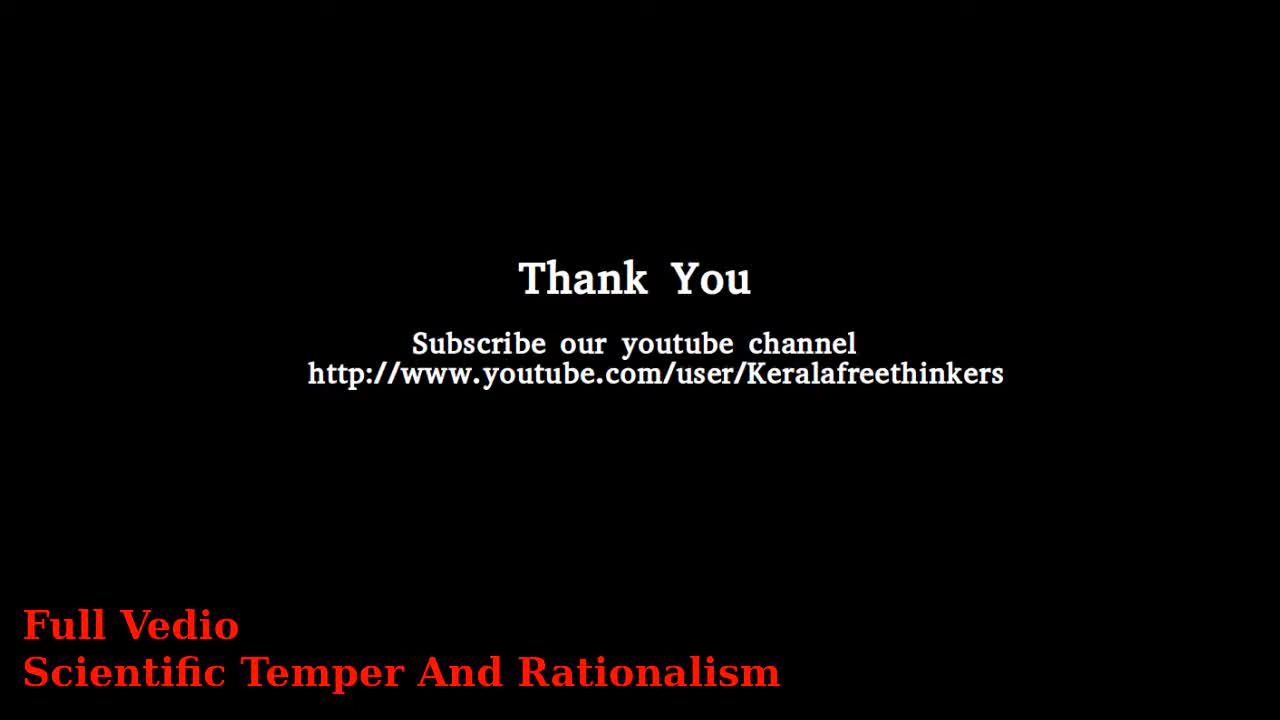 Thank You
Subscribe our youtube channel
http://www.youtube.com/user/Keralafreethinkers
Full Vedio
Scientific Temper And Rationalism